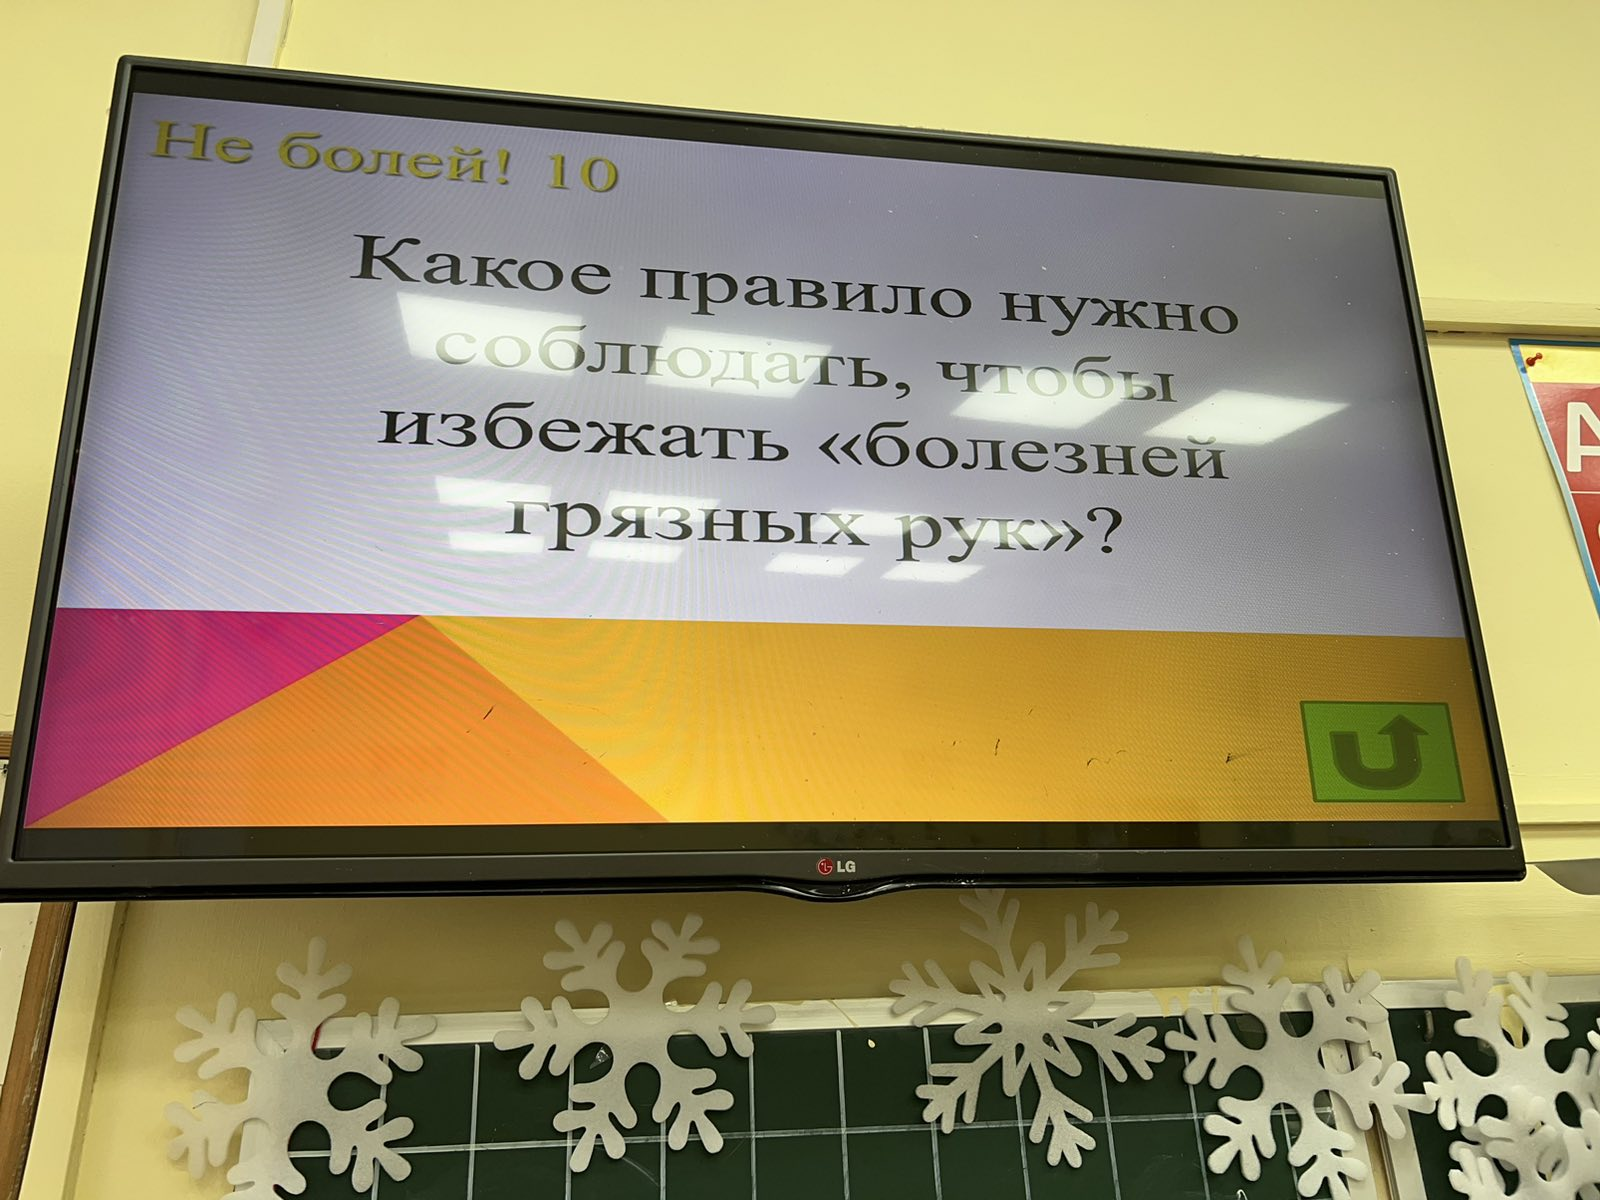 Не болей! 10
Какое правило нужно
соблюдать, чтобы
избежать «болезней
грязных рук»?
LG